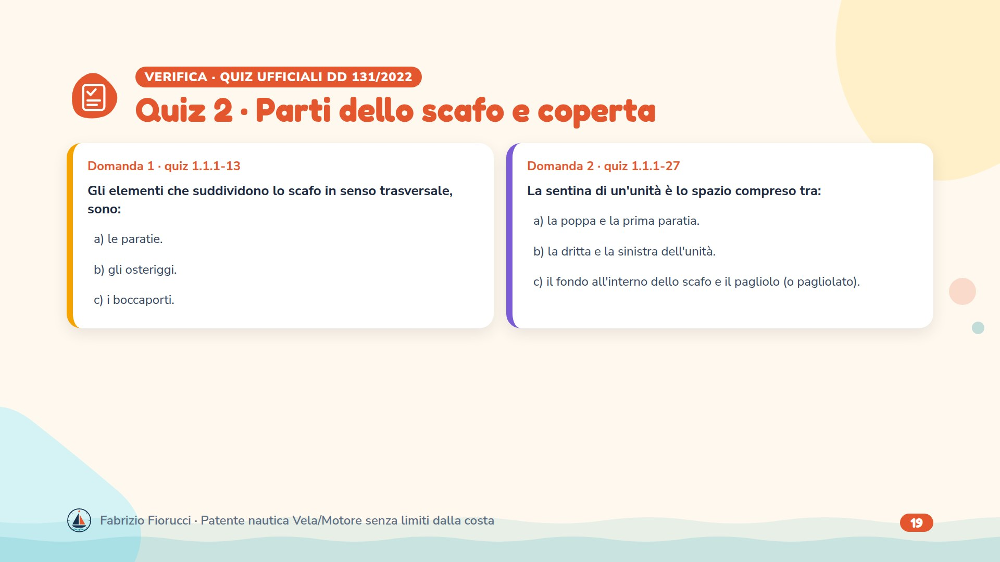 VERIFICA · QUIZ UFFICIALI DD 131/2022
Quiz 2 · Parti dello scafo e coperta
Domanda 1 · quiz 1.1.1-13
Gli elementi che suddividono lo scafo in senso trasversale,
sono:
a) le paratie.
b) gli osteriggi.
c) i boccaporti.
Domanda 2 · quiz 1.1.1-27
La sentina di un'unità è lo spazio compreso tra:
a) la poppa e la prima paratia.
b) la dritta e la sinistra dell'unità.
c) il fondo all'interno dello scafo e il pagliolo (o pagliolato).
Fabrizio Fiorucci · Patente nautica Vela/Motore senza limiti dalla costa
19